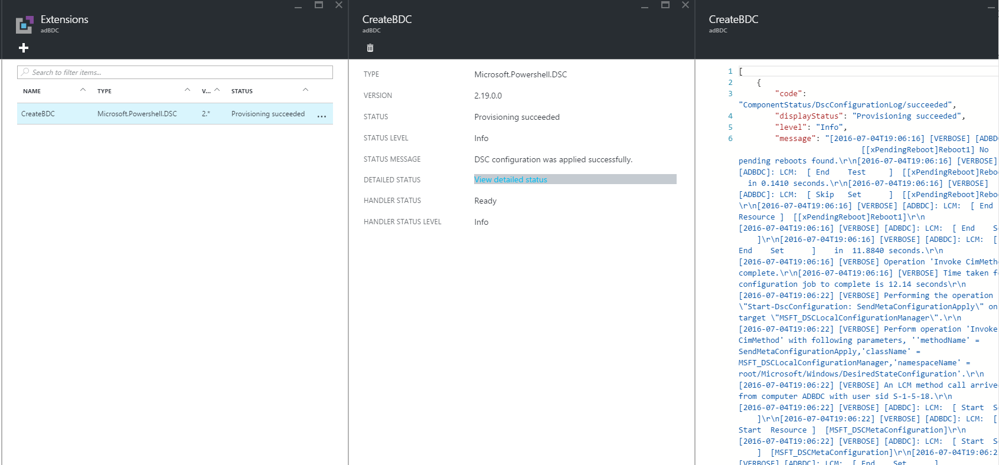 Extensions
adBDC
Search to filter items...
NAME TYPE V... STATUS
CreateBDC Microsoft.Powershell.DSC 2.* Provisioning succeeded ...
CreateBDC
adBDC
TYPE Microsoft.Powershell.DSC
VERSION 2.19.0.0
STATUS Provisioning succeeded
STATUS LEVEL Info
STATUS MESSAGE DSC configuration was applied successfully.
DETAILED STATUS View detailed status
HANDLER STATUS Ready
HANDLER STATUS LEVEL Info
CreateBDC
adBDC
1 [
2 {
3 "code":
"ComponentStatus/DscConfigurationLog/succeeded",
4 "displayStatus": "Provisioning succeeded",
5 "level": "Info",
6 "message": "[2016-07-04T19:06:16] [VERBOSE] [ADBD
[[xPendingReboot]Reboot1] No
pending reboots found.\r\n[2016-07-04T19:06:16] [VERBOSE]
[ADBDC]: LCM: [ End Test ] [[xPendingReboot]Rebo
in 0.1410 seconds.\r\n[2016-07-04T19:06:16] [VERBOSE]
[ADBDC]: LCM: [ Skip Set ] [[xPendingReboot]Rebo
\r\n[2016-07-04T19:06:16] [VERBOSE] [ADBDC]: LCM: [ End
Resource ] [[xPendingReboot]Reboot1]\r\n
[2016-07-04T19:06:16] [VERBOSE] [ADBDC]: LCM: [ End S
]\r\n[2016-07-04T19:06:16] [VERBOSE] [ADBDC]: LCM: [
End Set ] in 11.8840 seconds.\r\n
[2016-07-04T19:06:16] [VERBOSE] Operation 'Invoke CimMeth
complete.\r\n[2016-07-04T19:06:16] [VERBOSE] Time taken f
configuration job to complete is 12.14 seconds\r\n
[2016-07-04T19:06:22] [VERBOSE] Performing the operation
\"Start-DscConfiguration: SendMetaConfigurationApply\" on
target \"MSFT_DSCLocalConfigurationManager\".\r\n
[2016-07-04T19:06:22] [VERBOSE] Perform operation 'Invoke
CimMethod' with following parameters, ''methodName' =
SendMetaConfigurationApply,'className' =
MSFT_DSCLocalConfigurationManager,'namespaceName' =
root/Microsoft/Windows/DesiredStateConfiguration'.\r\n
[2016-07-04T19:06:22] [VERBOSE] An LCM method call arrive
from computer ADBDC with user sid S-1-5-18.\r\n
[2016-07-04T19:06:22] [VERBOSE] [ADBDC]: LCM: [ Start S
]\r\n[2016-07-04T19:06:22] [VERBOSE] [ADBDC]: LCM: [
Start Resource ] [MSFT_DSCMetaConfiguration]\r\n
[2016-07-04T19:06:22] [VERBOSE] [ADBDC]: LCM: [ Start S
] [MSFT_DSCMetaConfiguration]\r\n[2016-07-04T19:06:2
[VERBOSE] [ADBDC]: LCM: [ End Set ]